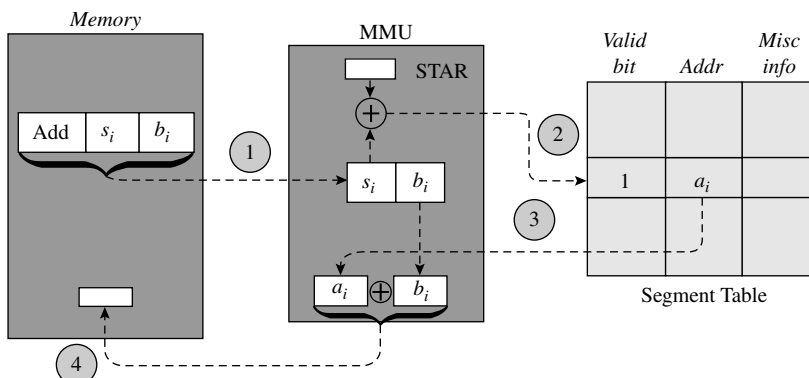 Memory
MMU
Valid bit
Addr
Misc info
STAR
+
Add s_i b_i
1
2
s_i b_i
1 a_i
3
a_i + b_i
Segment Table
4